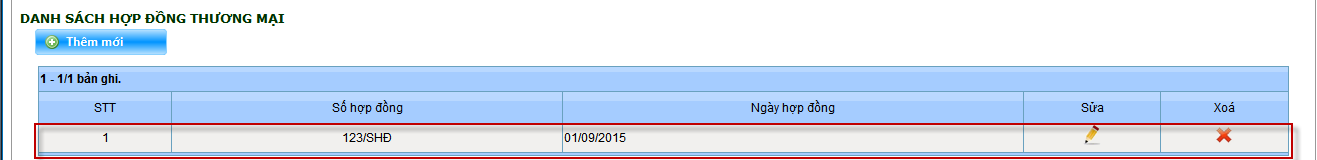 DANH SÁCH HỢP ĐỒNG THƯƠNG MẠI
Thêm mới
1 - 1/1 bản ghi.
STT Số hợp đồng Ngày hợp đồng Sửa Xoá
1 123/SHĐ 01/09/2015